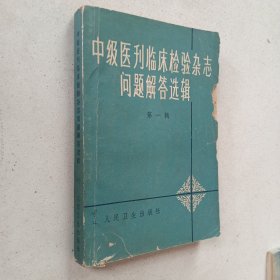 中级医刊临床检验杂志
问题解答选辑
第一辑
人民卫生出版社